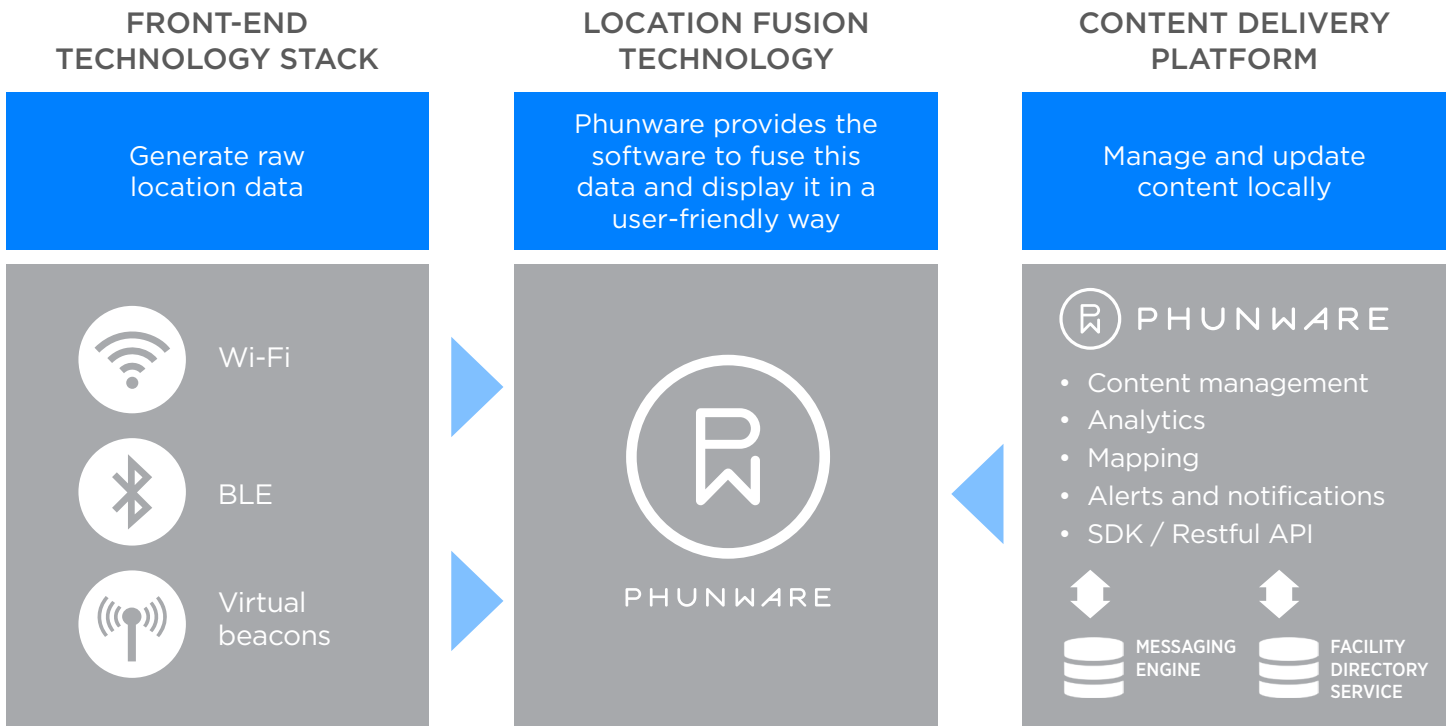 FRONT-END
TECHNOLOGY STACK
Generate raw
location data
Wi-Fi
BLE
Virtual
beacons
LOCATION FUSION
TECHNOLOGY
Phunware provides the
software to fuse this
data and display it in a
user-friendly way
PHUNWARE
CONTENT DELIVERY
PLATFORM
Manage and update
content locally
PHUNWARE
• Content management
• Analytics
• Mapping
• Alerts and notifications
• SDK / Restful API
MESSAGING
ENGINE
FACILITY
DIRECTORY
SERVICE